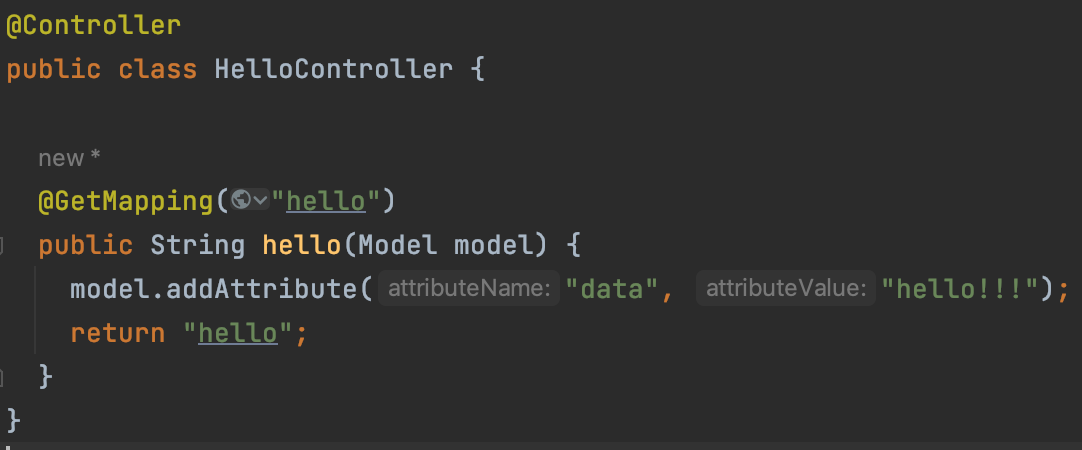 @Controller
public class HelloController {
new *
@GetMapping("hello")
public String hello(Model model) {
model.addAttribute( attributeName: "data", attributeValue: "hello!!!");
return "hello";
}
}